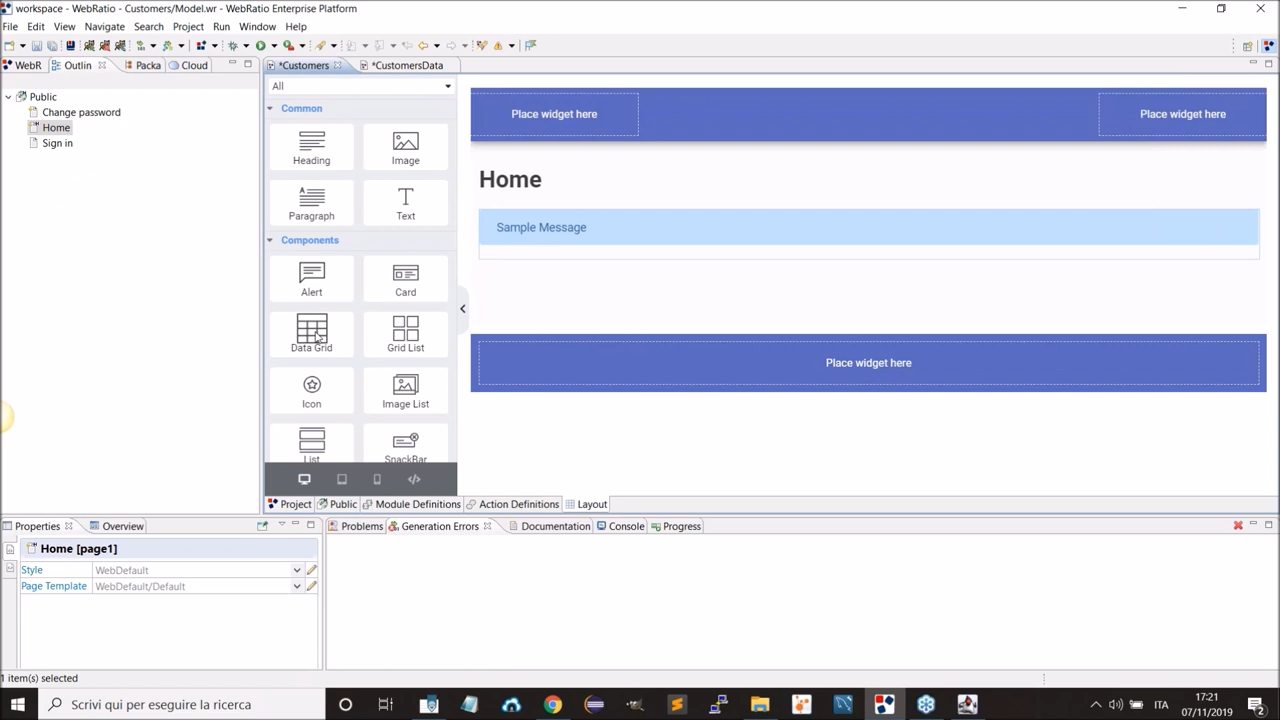 workspace - WebRatio - Customers/Model.wr - WebRatio Enterprise Platform
File Edit View Navigate Search Project Run Window Help
WebR Outlin Packa Cloud
*Customers *CustomersData
Public
Change password
Home
Sign in
All
Common
Heading Image
Paragraph Text
Components
Alert Card
Data Grid Grid List
Icon Image List
List SnackBar
Place widget here Place widget here
Home
Sample Message
Place widget here
Project Public Module Definitions Action Definitions Layout
Properties Overview
Home [page1]
Style WebDefault
Page Template WebDefault/Default
Problems Generation Errors Documentation Console Progress
1 item(s) selected
Scrivi qui per eseguire la ricerca
ITA
17:21
07/11/2019
2